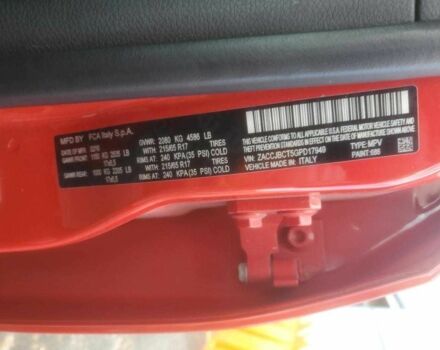 MFD BY FCA Italy S.p.A.
GVWR: 2080 KG 4586 LB
WITH: 215/65 R17 TIRES
RIMS AT: 240 KPA(35 PSI) COLD
WITH: 215/65 R17 TIRES
RIMS AT: 240 KPA(35 PSI) COLD
THIS VEHICLE CONFORMS TO ALL APPLICABLE U.S.A. FEDERAL MOTOR VEHICLE
SAFETY, BUMPER, AND THEFT PREVENTION STANDARDS IN EFFECT ON THE DATE OF
MANUFACTURE SHOWN ABOVE
VIN: ZACCJBCT5GPD17949
TYPE: MPV
VEHICLE MADE IN: ITALY